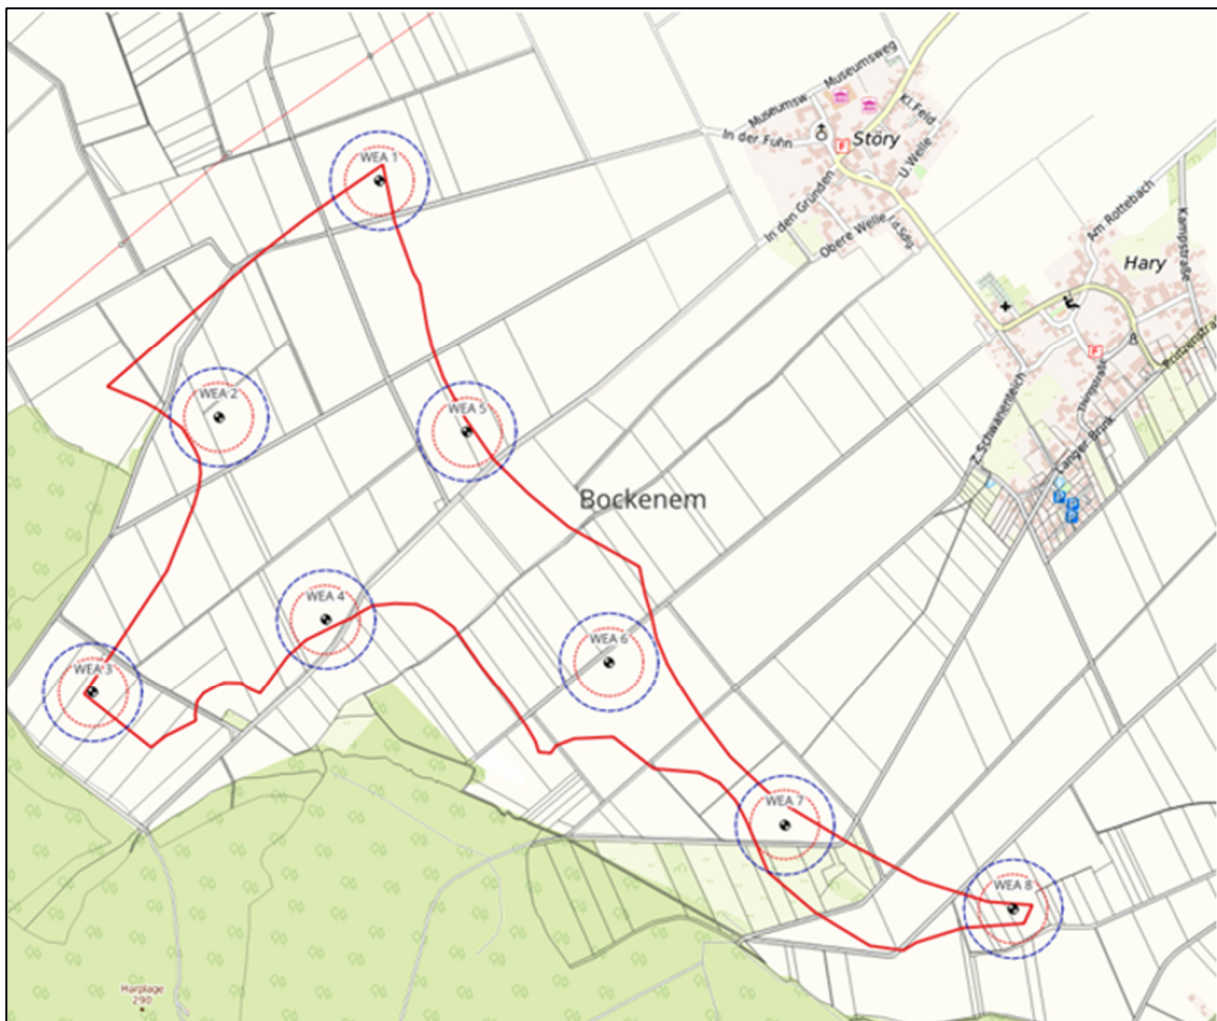 Museumsweg
Museumsw.
Kl.Feld
In der Fuhn
Störy
U.Welle
WEA 1
In den Gründen
Obere Welle
Am Rottebach
Kampstraße
Hary
WEA 2
WEA 5
Z.Schwanenteich
Thingstraße
Langer-Brink
Bockenem
WEA 4
WEA 6
WEA 3
WEA 7
WEA 8
Harplage
290
F
F
P
P
P